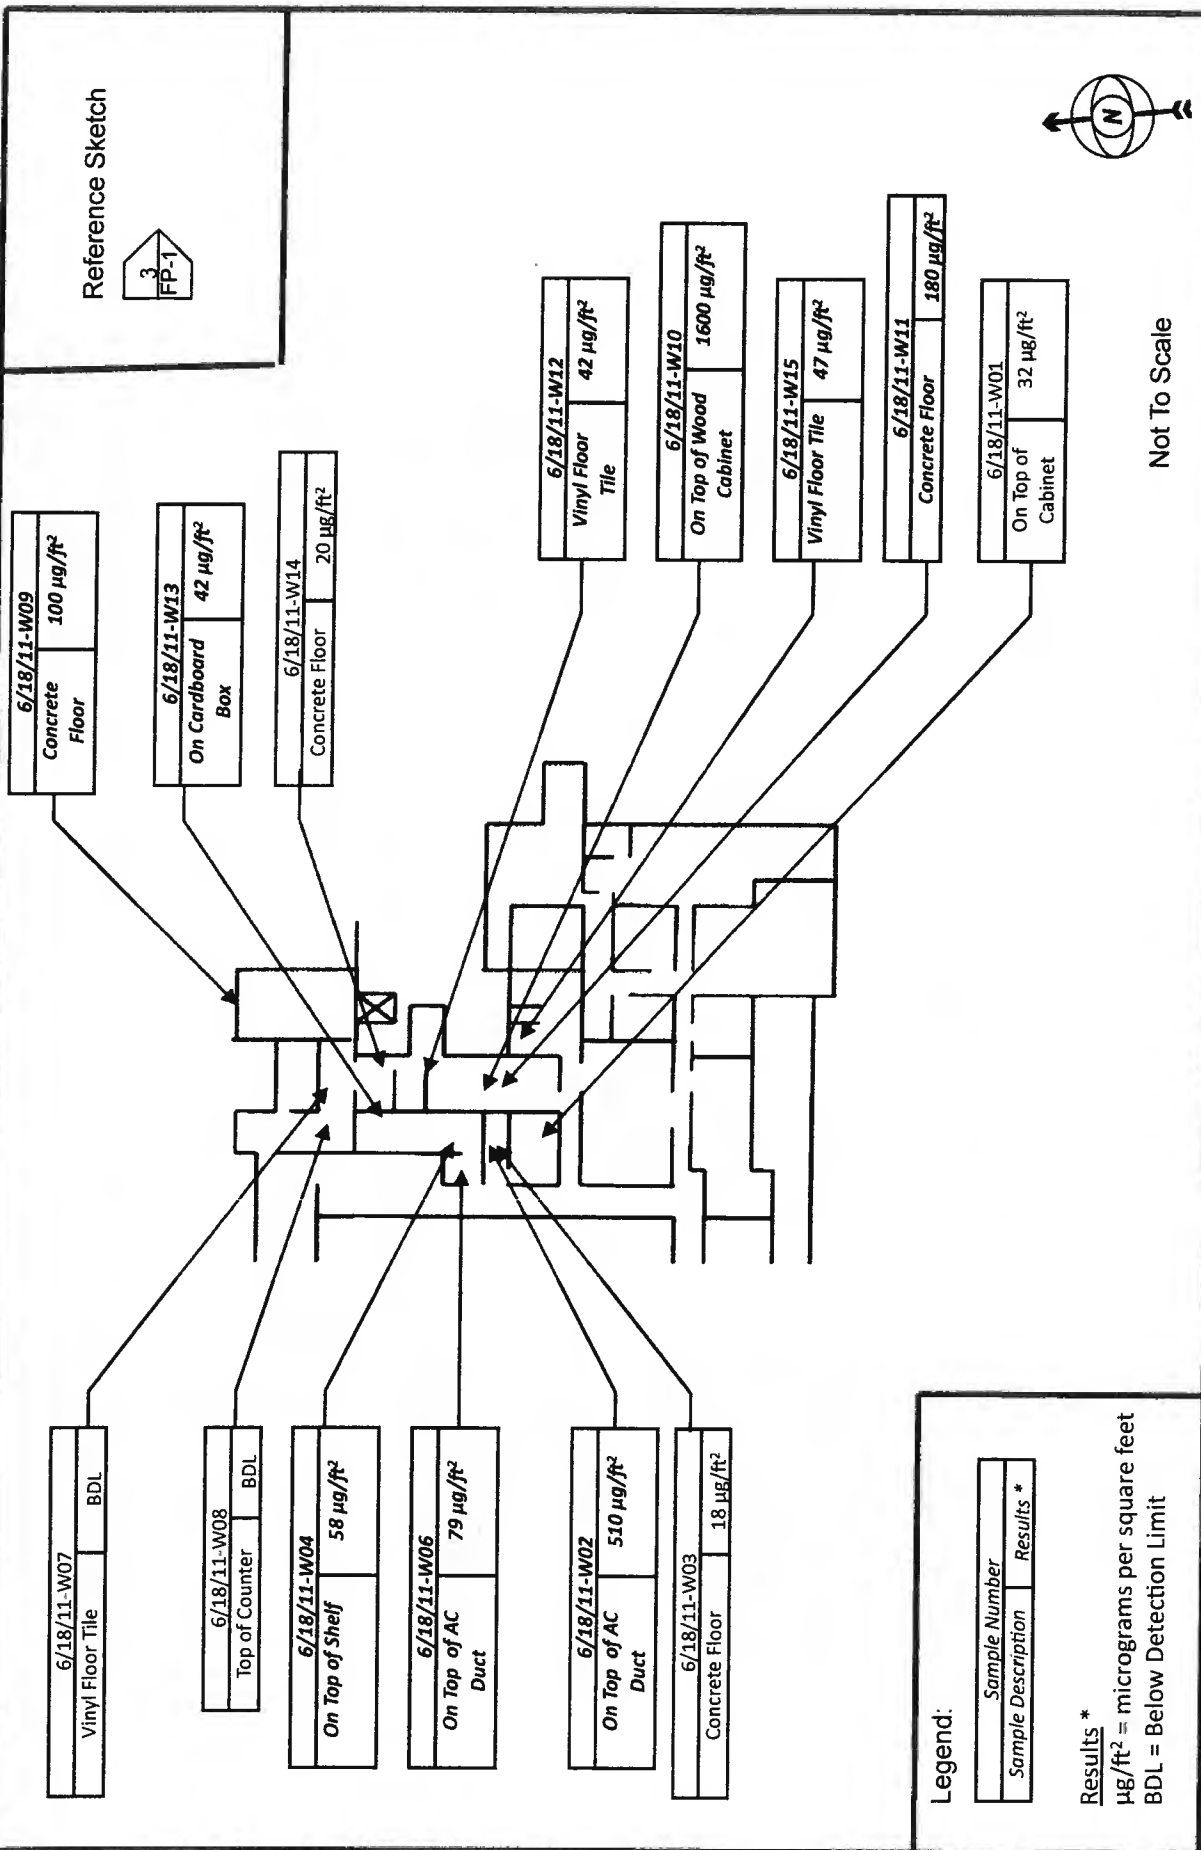 Reference Sketch
3
FP-1
6/18/11-W09
Concrete Floor
100 µg/ft²
6/18/11-W13
On Cardboard Box
42 µg/ft²
6/18/11-W14
Concrete Floor
20 µg/ft²
6/18/11-W07
Vinyl Floor Tile
BDL
6/18/11-W08
Top of Counter
BDL
6/18/11-W04
On Top of Shelf
58 µg/ft²
6/18/11-W06
On Top of AC Duct
79 µg/ft²
6/18/11-W02
On Top of AC Duct
510 µg/ft²
6/18/11-W03
Concrete Floor
18 µg/ft²
6/18/11-W12
Vinyl Floor Tile
42 µg/ft²
6/18/11-W10
On Top of Wood Cabinet
1600 µg/ft²
6/18/11-W15
Vinyl Floor Tile
47 µg/ft²
6/18/11-W11
Concrete Floor
180 µg/ft²
6/18/11-W01
On Top of Cabinet
32 µg/ft²
Legend:
Sample Number
Sample Description
Results *
Results *
µg/ft² = micrograms per square feet
BDL = Below Detection Limit
Not To Scale
N